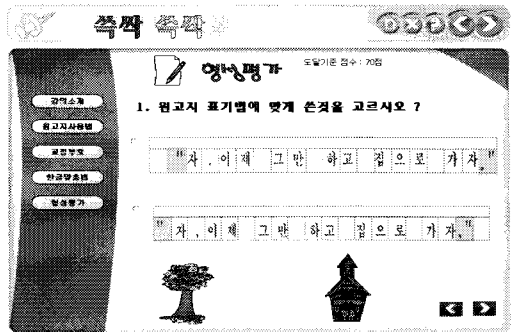 쓱싹 쓱싹
형성평가
도달기준 점수 : 70점
강의소개
원고지사용법
교정부호
한글맞춤법
형성평가
1. 원고지 표기법에 맞게 쓴것을 고르시오 ?
"자, 이제 그만 하고 집으로 가자."
"자, 이제 그만 하고 집으로 가자."